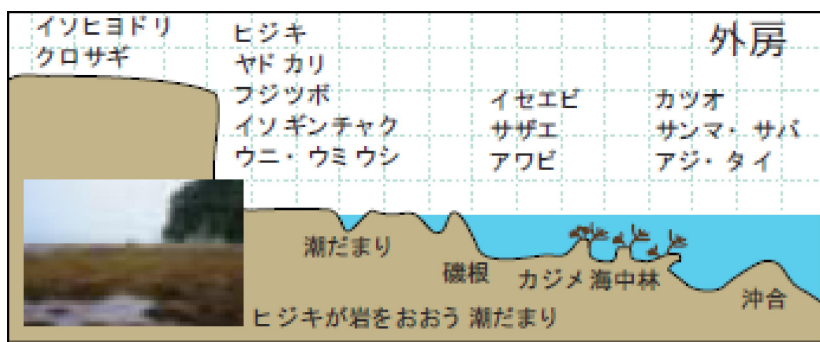 外房
イソヒヨドリ
クロサギ
ヒジキ
ヤドカリ
フジツボ
イソギンチャク
ウニ・ウミウシ
イセエビ
サザエ
アワビ
カツオ
サンマ・サバ
アジ・タイ
潮だまり
磯根
カジメ海中林
沖合
ヒジキが岩をおおう潮だまり